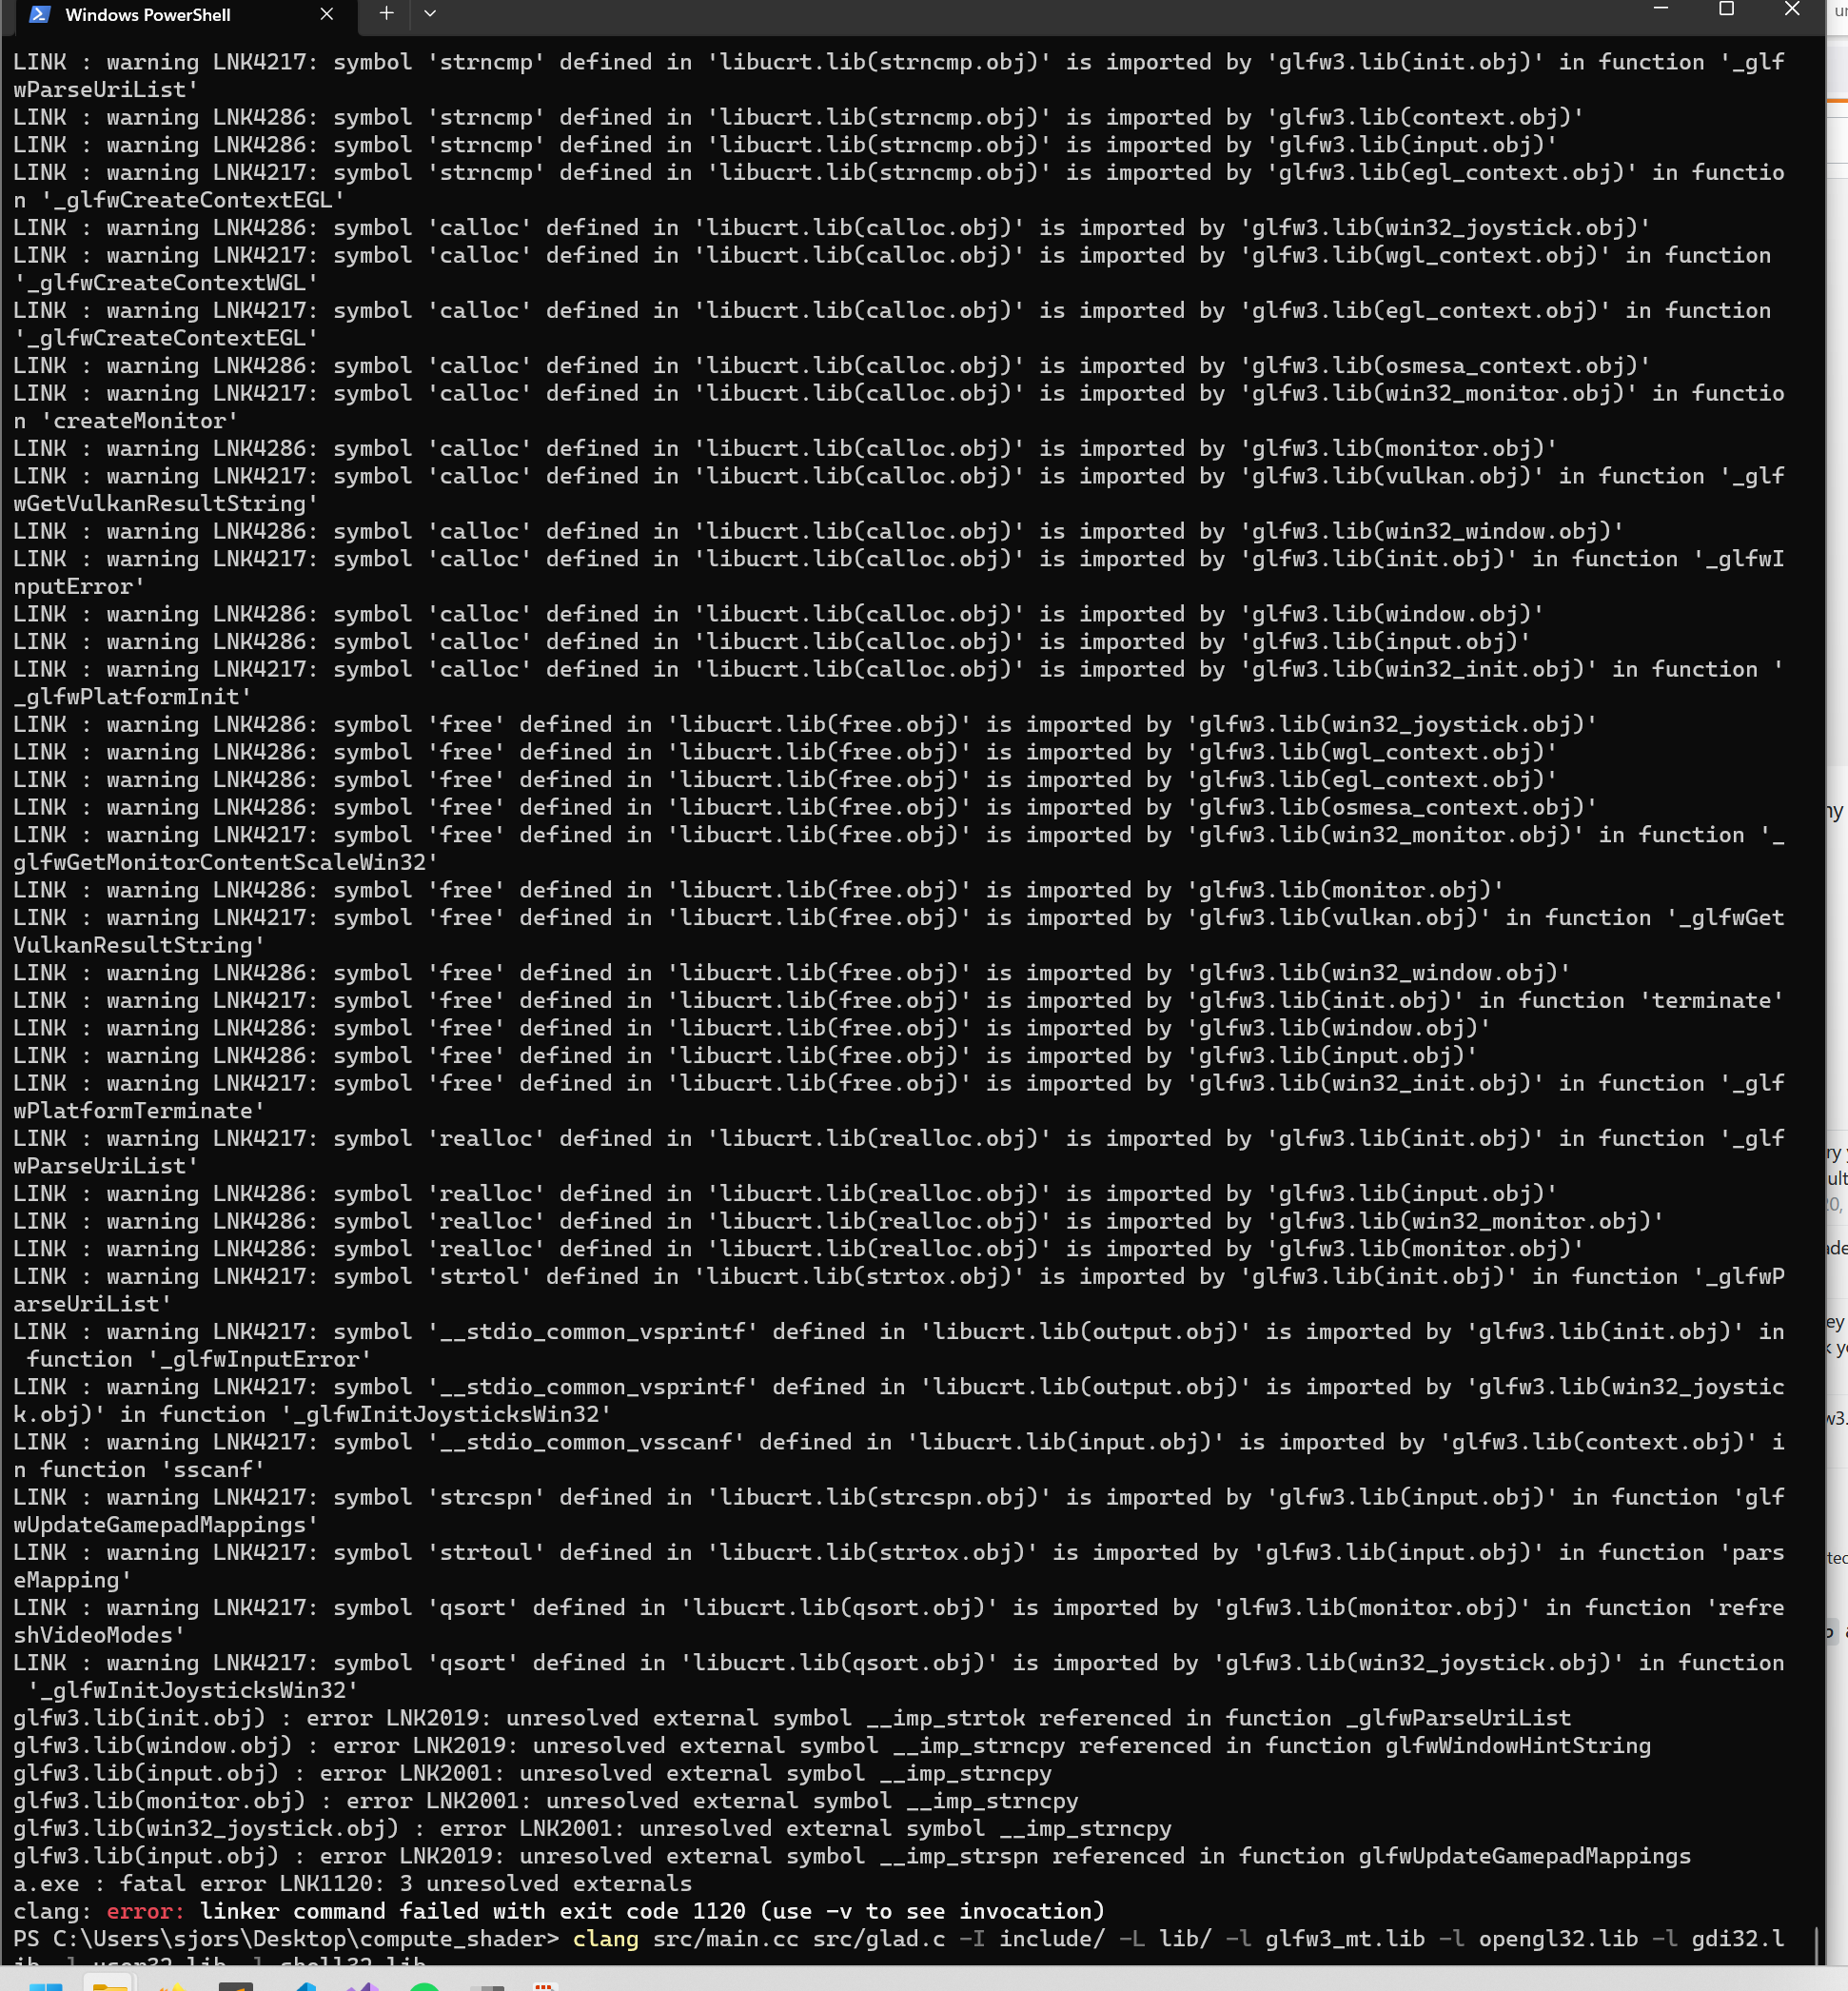 Windows PowerShell
LINK : warning LNK4217: symbol 'strncmp' defined in 'libucrt.lib(strncmp.obj)' is imported by 'glfw3.lib(init.obj)' in function '_glf
wParseUriList'
LINK : warning LNK4286: symbol 'strncmp' defined in 'libucrt.lib(strncmp.obj)' is imported by 'glfw3.lib(context.obj)'
LINK : warning LNK4286: symbol 'strncmp' defined in 'libucrt.lib(strncmp.obj)' is imported by 'glfw3.lib(input.obj)'
LINK : warning LNK4217: symbol 'strncmp' defined in 'libucrt.lib(strncmp.obj)' is imported by 'glfw3.lib(egl_context.obj)' in functio
n '_glfwCreateContextEGL'
LINK : warning LNK4286: symbol 'calloc' defined in 'libucrt.lib(calloc.obj)' is imported by 'glfw3.lib(win32_joystick.obj)'
LINK : warning LNK4217: symbol 'calloc' defined in 'libucrt.lib(calloc.obj)' is imported by 'glfw3.lib(wgl_context.obj)' in function
'_glfwCreateContextWGL'
LINK : warning LNK4217: symbol 'calloc' defined in 'libucrt.lib(calloc.obj)' is imported by 'glfw3.lib(egl_context.obj)' in function
'_glfwCreateContextEGL'
LINK : warning LNK4286: symbol 'calloc' defined in 'libucrt.lib(calloc.obj)' is imported by 'glfw3.lib(osmesa_context.obj)'
LINK : warning LNK4217: symbol 'calloc' defined in 'libucrt.lib(calloc.obj)' is imported by 'glfw3.lib(win32_monitor.obj)' in functio
n 'createMonitor'
LINK : warning LNK4286: symbol 'calloc' defined in 'libucrt.lib(calloc.obj)' is imported by 'glfw3.lib(monitor.obj)'
LINK : warning LNK4217: symbol 'calloc' defined in 'libucrt.lib(calloc.obj)' is imported by 'glfw3.lib(vulkan.obj)' in function '_glf
wGetVulkanResultString'
LINK : warning LNK4286: symbol 'calloc' defined in 'libucrt.lib(calloc.obj)' is imported by 'glfw3.lib(win32_window.obj)'
LINK : warning LNK4217: symbol 'calloc' defined in 'libucrt.lib(calloc.obj)' is imported by 'glfw3.lib(init.obj)' in function '_glfwI
nputError'
LINK : warning LNK4286: symbol 'calloc' defined in 'libucrt.lib(calloc.obj)' is imported by 'glfw3.lib(window.obj)'
LINK : warning LNK4286: symbol 'calloc' defined in 'libucrt.lib(calloc.obj)' is imported by 'glfw3.lib(input.obj)'
LINK : warning LNK4217: symbol 'calloc' defined in 'libucrt.lib(calloc.obj)' is imported by 'glfw3.lib(win32_init.obj)' in function '
_glfwPlatformInit'
LINK : warning LNK4286: symbol 'free' defined in 'libucrt.lib(free.obj)' is imported by 'glfw3.lib(win32_joystick.obj)'
LINK : warning LNK4286: symbol 'free' defined in 'libucrt.lib(free.obj)' is imported by 'glfw3.lib(wgl_context.obj)'
LINK : warning LNK4286: symbol 'free' defined in 'libucrt.lib(free.obj)' is imported by 'glfw3.lib(egl_context.obj)'
LINK : warning LNK4286: symbol 'free' defined in 'libucrt.lib(free.obj)' is imported by 'glfw3.lib(osmesa_context.obj)'
LINK : warning LNK4217: symbol 'free' defined in 'libucrt.lib(free.obj)' is imported by 'glfw3.lib(win32_monitor.obj)' in function '_
glfwGetMonitorContentScaleWin32'
LINK : warning LNK4286: symbol 'free' defined in 'libucrt.lib(free.obj)' is imported by 'glfw3.lib(monitor.obj)'
LINK : warning LNK4217: symbol 'free' defined in 'libucrt.lib(free.obj)' is imported by 'glfw3.lib(vulkan.obj)' in function '_glfwGet
VulkanResultString'
LINK : warning LNK4286: symbol 'free' defined in 'libucrt.lib(free.obj)' is imported by 'glfw3.lib(win32_window.obj)'
LINK : warning LNK4217: symbol 'free' defined in 'libucrt.lib(free.obj)' is imported by 'glfw3.lib(init.obj)' in function 'terminate'
LINK : warning LNK4286: symbol 'free' defined in 'libucrt.lib(free.obj)' is imported by 'glfw3.lib(window.obj)'
LINK : warning LNK4286: symbol 'free' defined in 'libucrt.lib(free.obj)' is imported by 'glfw3.lib(input.obj)'
LINK : warning LNK4217: symbol 'free' defined in 'libucrt.lib(free.obj)' is imported by 'glfw3.lib(win32_init.obj)' in function '_glf
wPlatformTerminate'
LINK : warning LNK4217: symbol 'realloc' defined in 'libucrt.lib(realloc.obj)' is imported by 'glfw3.lib(init.obj)' in function '_glf
wParseUriList'
LINK : warning LNK4286: symbol 'realloc' defined in 'libucrt.lib(realloc.obj)' is imported by 'glfw3.lib(input.obj)'
LINK : warning LNK4286: symbol 'realloc' defined in 'libucrt.lib(realloc.obj)' is imported by 'glfw3.lib(win32_monitor.obj)'
LINK : warning LNK4286: symbol 'realloc' defined in 'libucrt.lib(realloc.obj)' is imported by 'glfw3.lib(monitor.obj)'
LINK : warning LNK4217: symbol 'strtol' defined in 'libucrt.lib(strtox.obj)' is imported by 'glfw3.lib(init.obj)' in function '_glfwP
arseUriList'
LINK : warning LNK4217: symbol '__stdio_common_vsprintf' defined in 'libucrt.lib(output.obj)' is imported by 'glfw3.lib(init.obj)' in
function '_glfwInputError'
LINK : warning LNK4217: symbol '__stdio_common_vsprintf' defined in 'libucrt.lib(output.obj)' is imported by 'glfw3.lib(win32_joystic
k.obj)' in function '_glfwInitJoysticksWin32'
LINK : warning LNK4217: symbol '__stdio_common_vsscanf' defined in 'libucrt.lib(input.obj)' is imported by 'glfw3.lib(context.obj)' i
n function 'sscanf'
LINK : warning LNK4217: symbol 'strcspn' defined in 'libucrt.lib(strcspn.obj)' is imported by 'glfw3.lib(input.obj)' in function 'glf
wUpdateGamepadMappings'
LINK : warning LNK4217: symbol 'strtoul' defined in 'libucrt.lib(strtox.obj)' is imported by 'glfw3.lib(input.obj)' in function 'pars
eMapping'
LINK : warning LNK4217: symbol 'qsort' defined in 'libucrt.lib(qsort.obj)' is imported by 'glfw3.lib(monitor.obj)' in function 'refre
shVideoModes'
LINK : warning LNK4217: symbol 'qsort' defined in 'libucrt.lib(qsort.obj)' is imported by 'glfw3.lib(win32_joystick.obj)' in function
'_glfwInitJoysticksWin32'
glfw3.lib(init.obj) : error LNK2019: unresolved external symbol __imp_strtok referenced in function _glfwParseUriList
glfw3.lib(window.obj) : error LNK2019: unresolved external symbol __imp_strncpy referenced in function glfwWindowHintString
glfw3.lib(input.obj) : error LNK2001: unresolved external symbol __imp_strncpy
glfw3.lib(monitor.obj) : error LNK2001: unresolved external symbol __imp_strncpy
glfw3.lib(win32_joystick.obj) : error LNK2001: unresolved external symbol __imp_strncpy
glfw3.lib(input.obj) : error LNK2019: unresolved external symbol __imp_strspn referenced in function glfwUpdateGamepadMappings
a.exe : fatal error LNK1120: 3 unresolved externals
clang: error: linker command failed with exit code 1120 (use -v to see invocation)
PS C:\Users\sjors\Desktop\compute_shader> clang src/main.cc src/glad.c -I include/ -L lib/ -l glfw3_mt.lib -l opengl32.lib -l gdi32.l
ib -l user32.lib -l shell32.lib